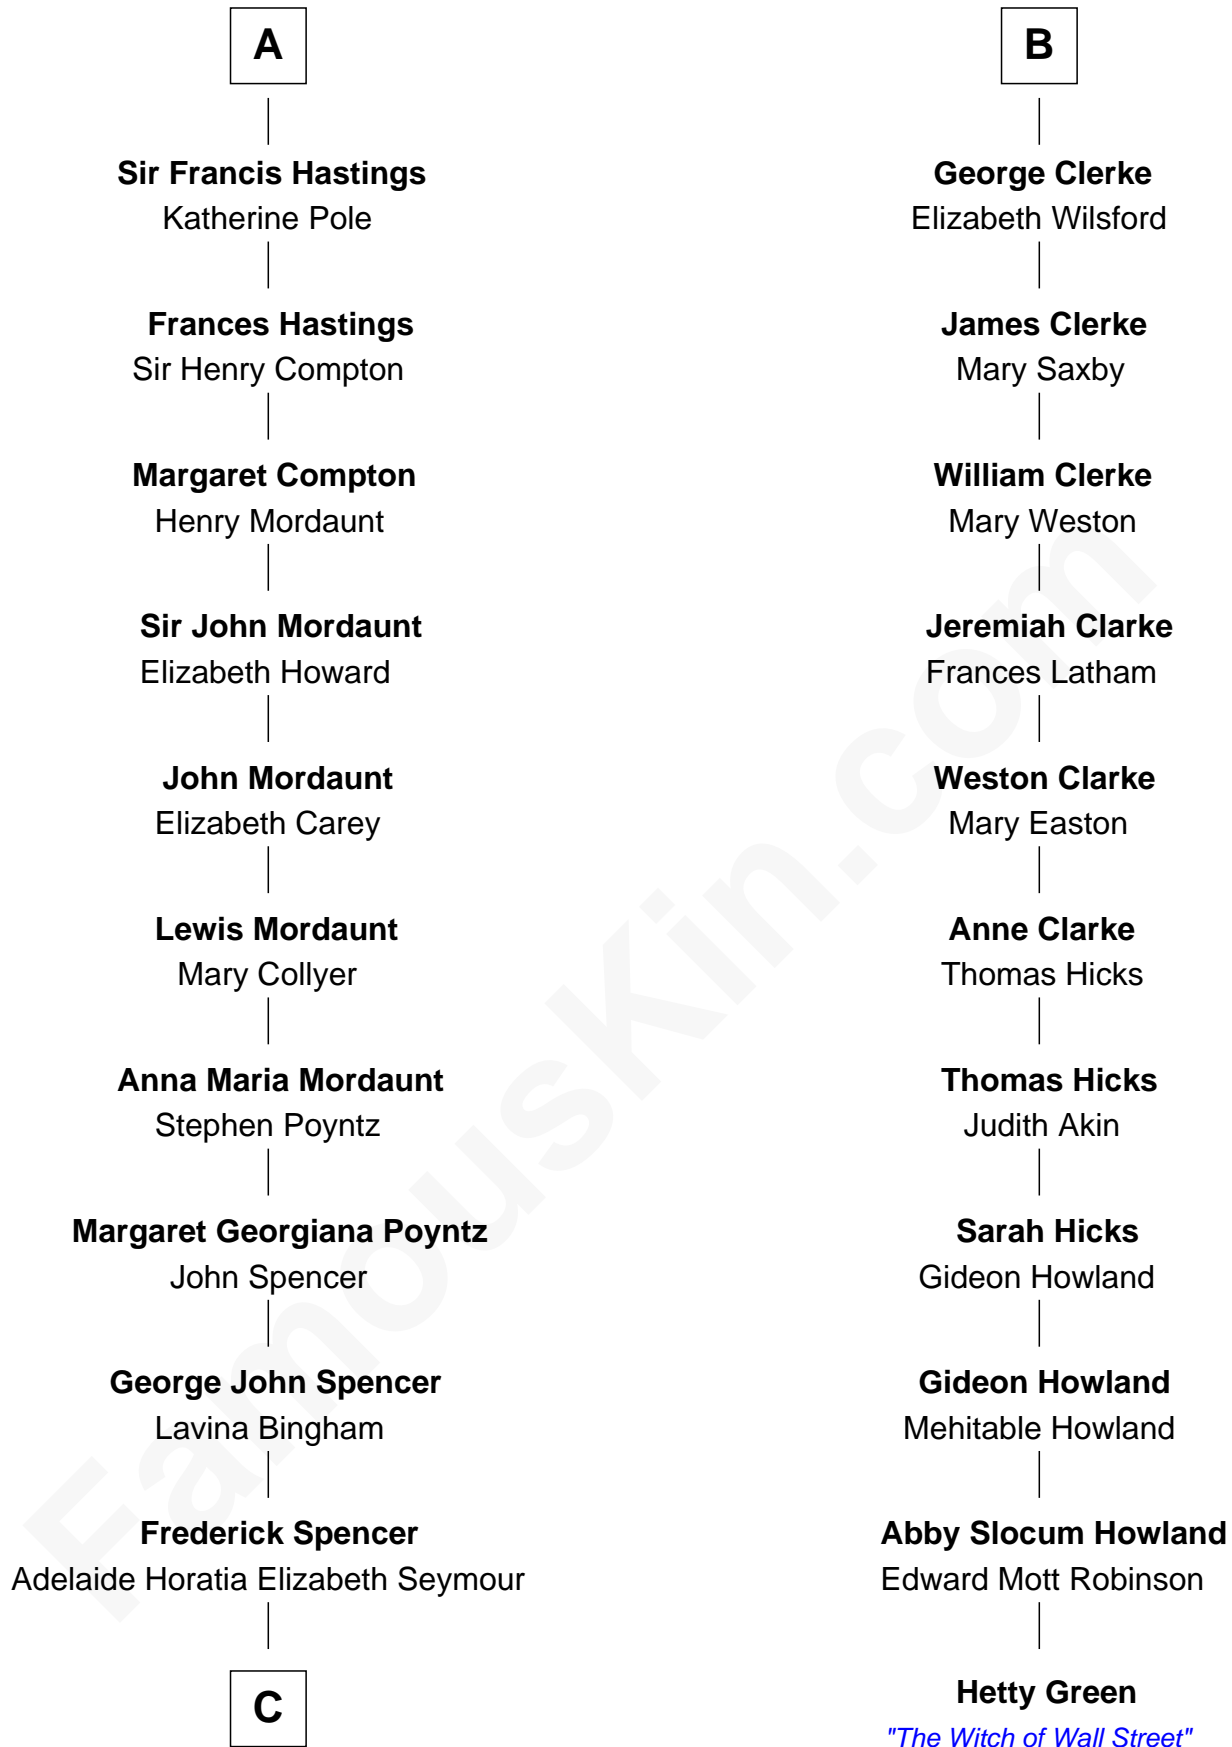 A
Sir Francis Hastings
Katherine Pole
Frances Hastings
Sir Henry Compton
Margaret Compton
Henry Mordaunt
Sir John Mordaunt
Elizabeth Howard
John Mordaunt
Elizabeth Carey
Lewis Mordaunt
Mary Collyer
Anna Maria Mordaunt
Stephen Poyntz
Margaret Georgiana Poyntz
John Spencer
George John Spencer
Lavina Bingham
Frederick Spencer
Adelaide Horatia Elizabeth Seymour
C
B
George Clerke
Elizabeth Wilsford
James Clerke
Mary Saxby
William Clerke
Mary Weston
Jeremiah Clarke
Frances Latham
Weston Clarke
Mary Easton
Anne Clarke
Thomas Hicks
Thomas Hicks
Judith Akin
Sarah Hicks
Gideon Howland
Gideon Howland
Mehitable Howland
Abby Slocum Howland
Edward Mott Robinson
Hetty Green
"The Witch of Wall Street"
FamousKin.com